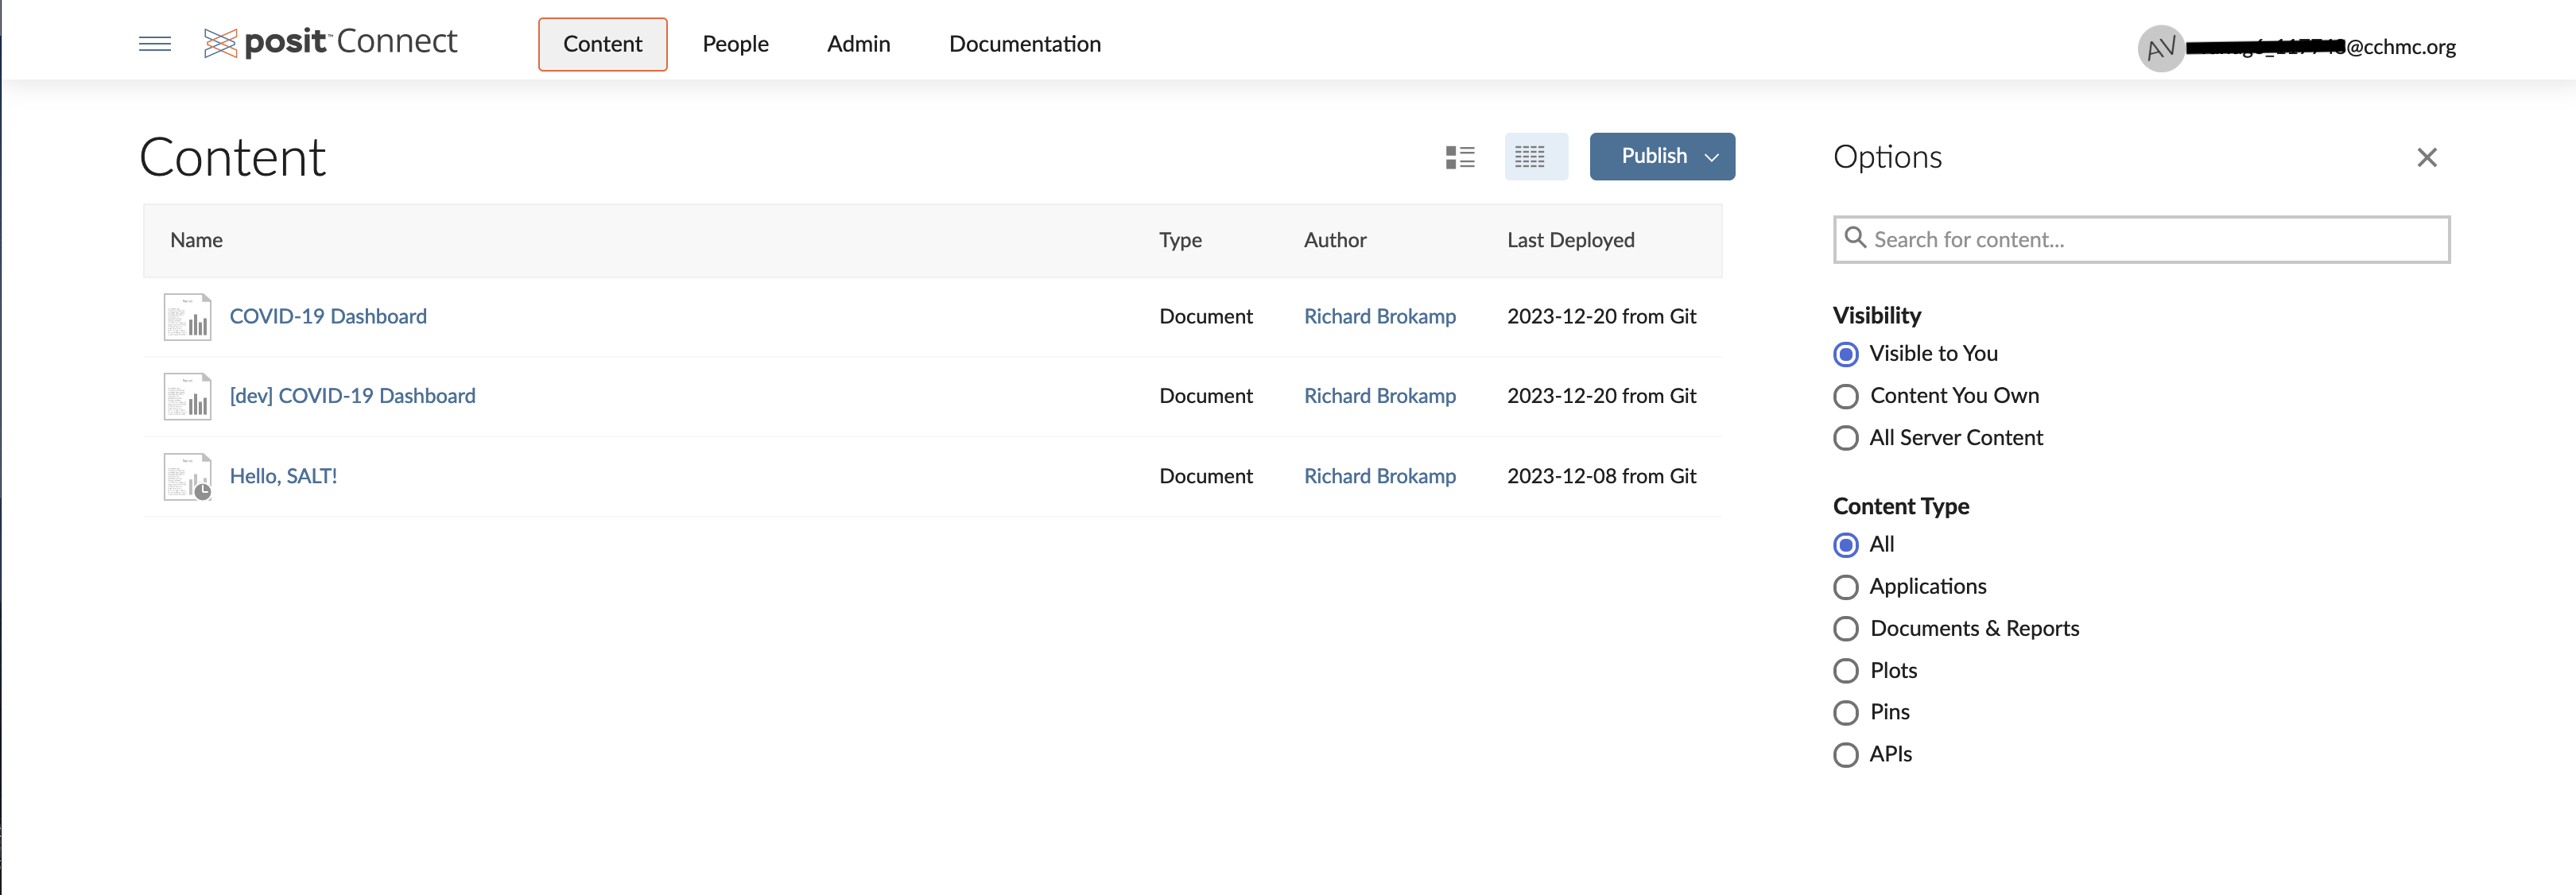 posit™ Connect Content People Admin Documentation AV @cchmc.org
Content Publish
Name Type Author Last Deployed
COVID-19 Dashboard Document Richard Brokamp 2023-12-20 from Git
[dev] COVID-19 Dashboard Document Richard Brokamp 2023-12-20 from Git
Hello, SALT! Document Richard Brokamp 2023-12-08 from Git
Options
Search for content...
Visibility
Visible to You
Content You Own
All Server Content
Content Type
All
Applications
Documents & Reports
Plots
Pins
APIs